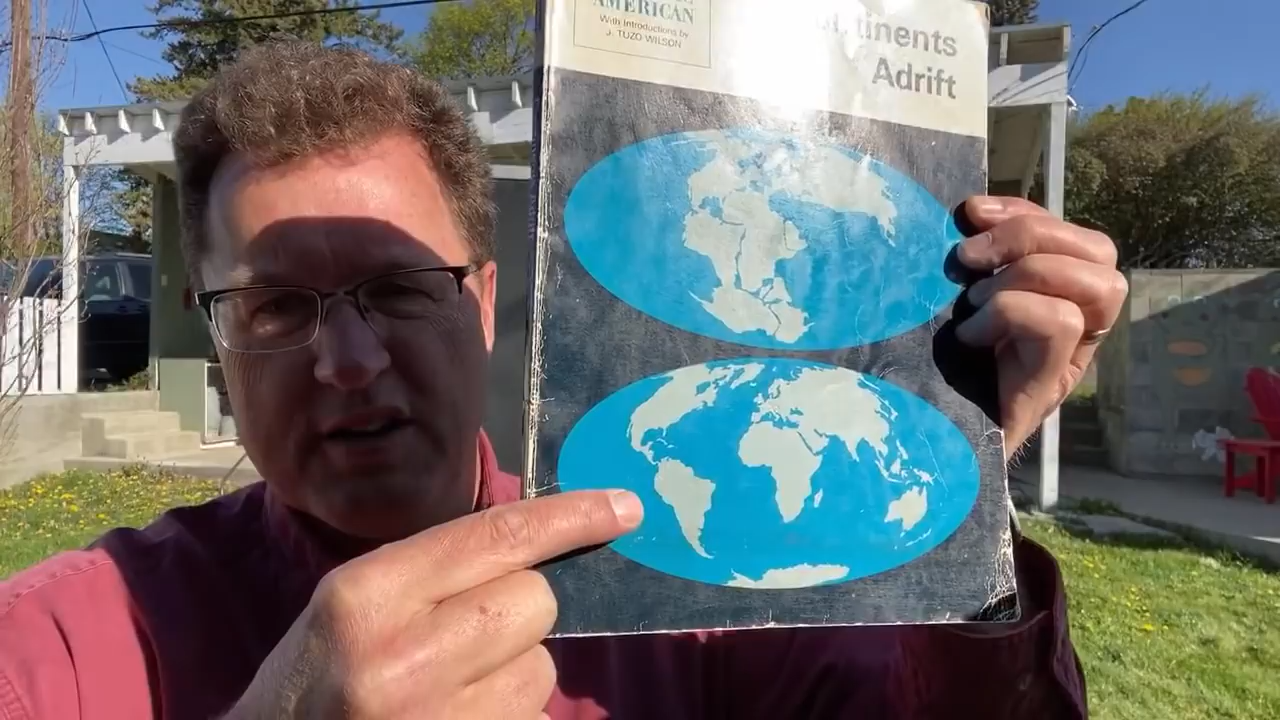 AMERICAN
With Introductions by
J. TUZO WILSON
tinents
Adrift